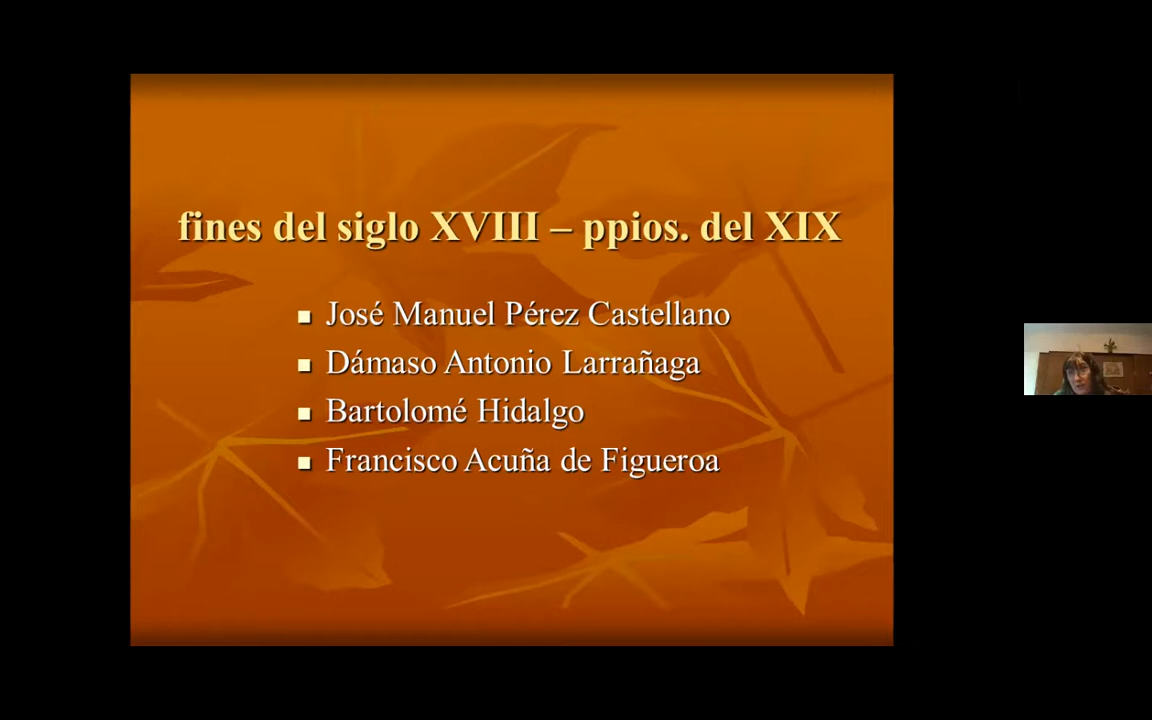 fines del siglo XVIII – ppios. del XIX
José Manuel Pérez Castellano
Dámaso Antonio Larrañaga
Bartolomé Hidalgo
Francisco Acuña de Figueroa